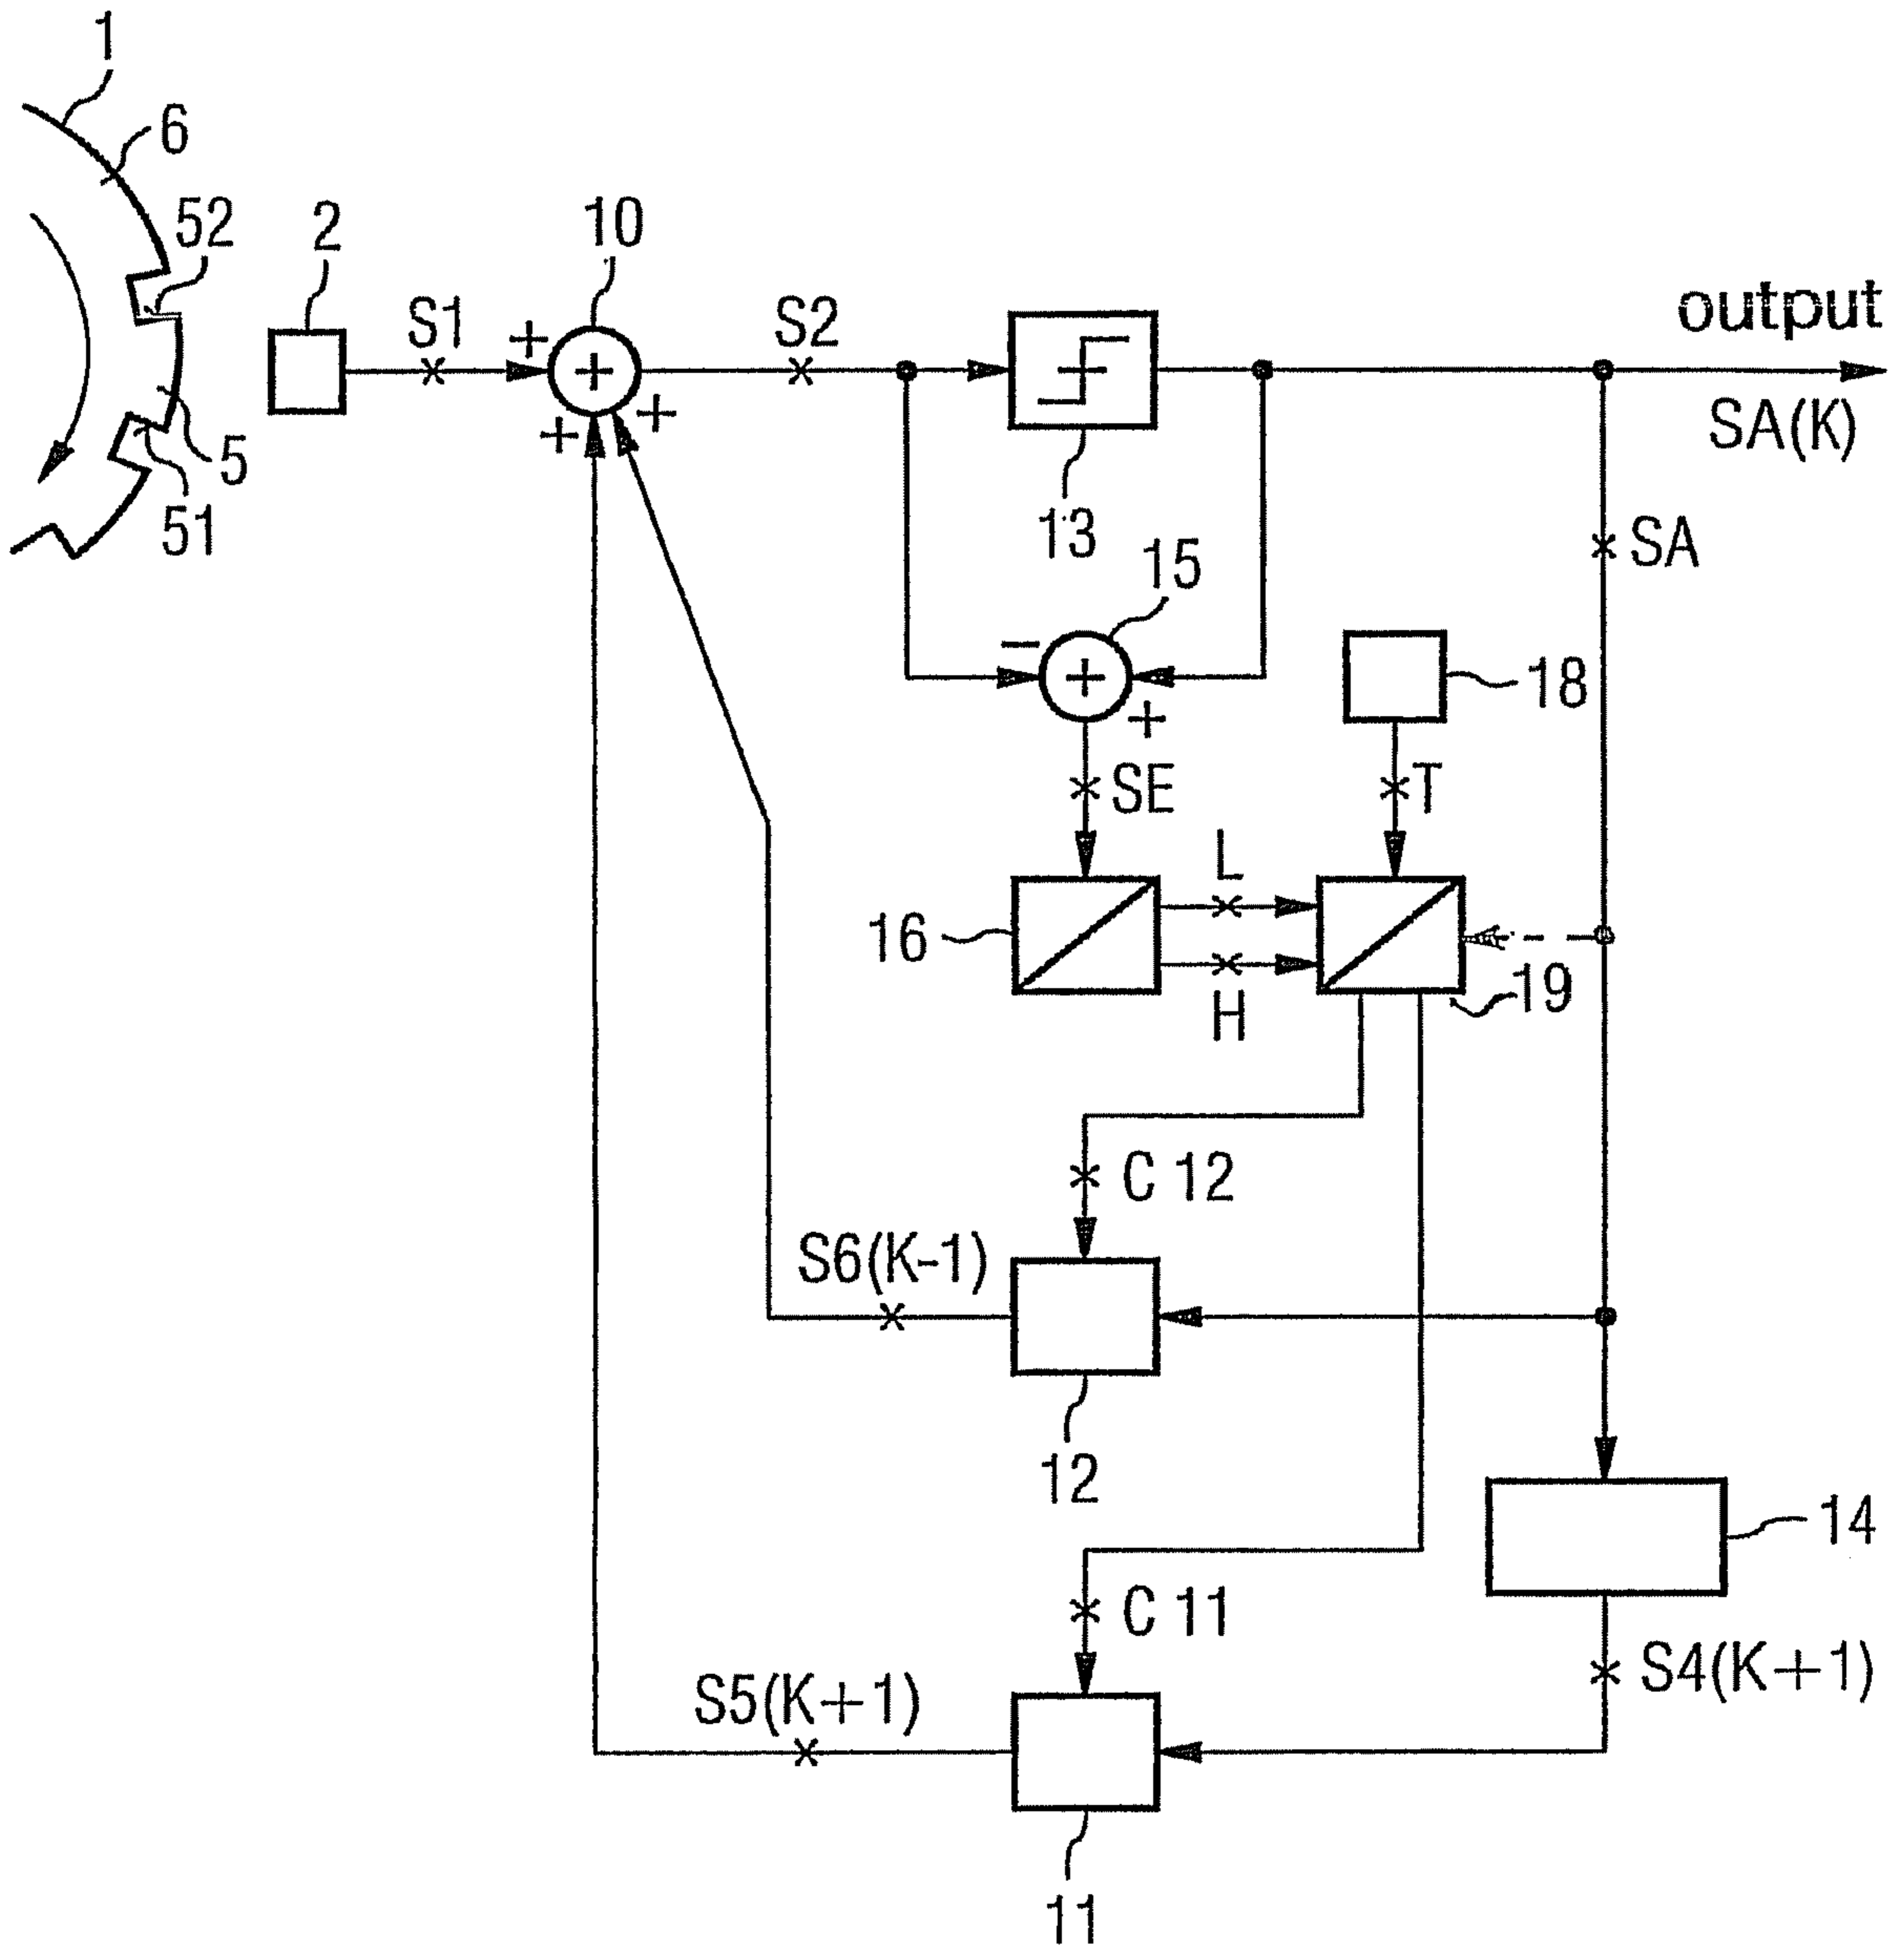 1
6
52
2
10
S1
S2
output
+
+
+
+
SA(K)
5
51
13
SA
15
−
+
+
18
SE
T
L
16
H
19
C 12
S6(K-1)
12
14
C 11
S4(K+1)
S5(K+1)
11